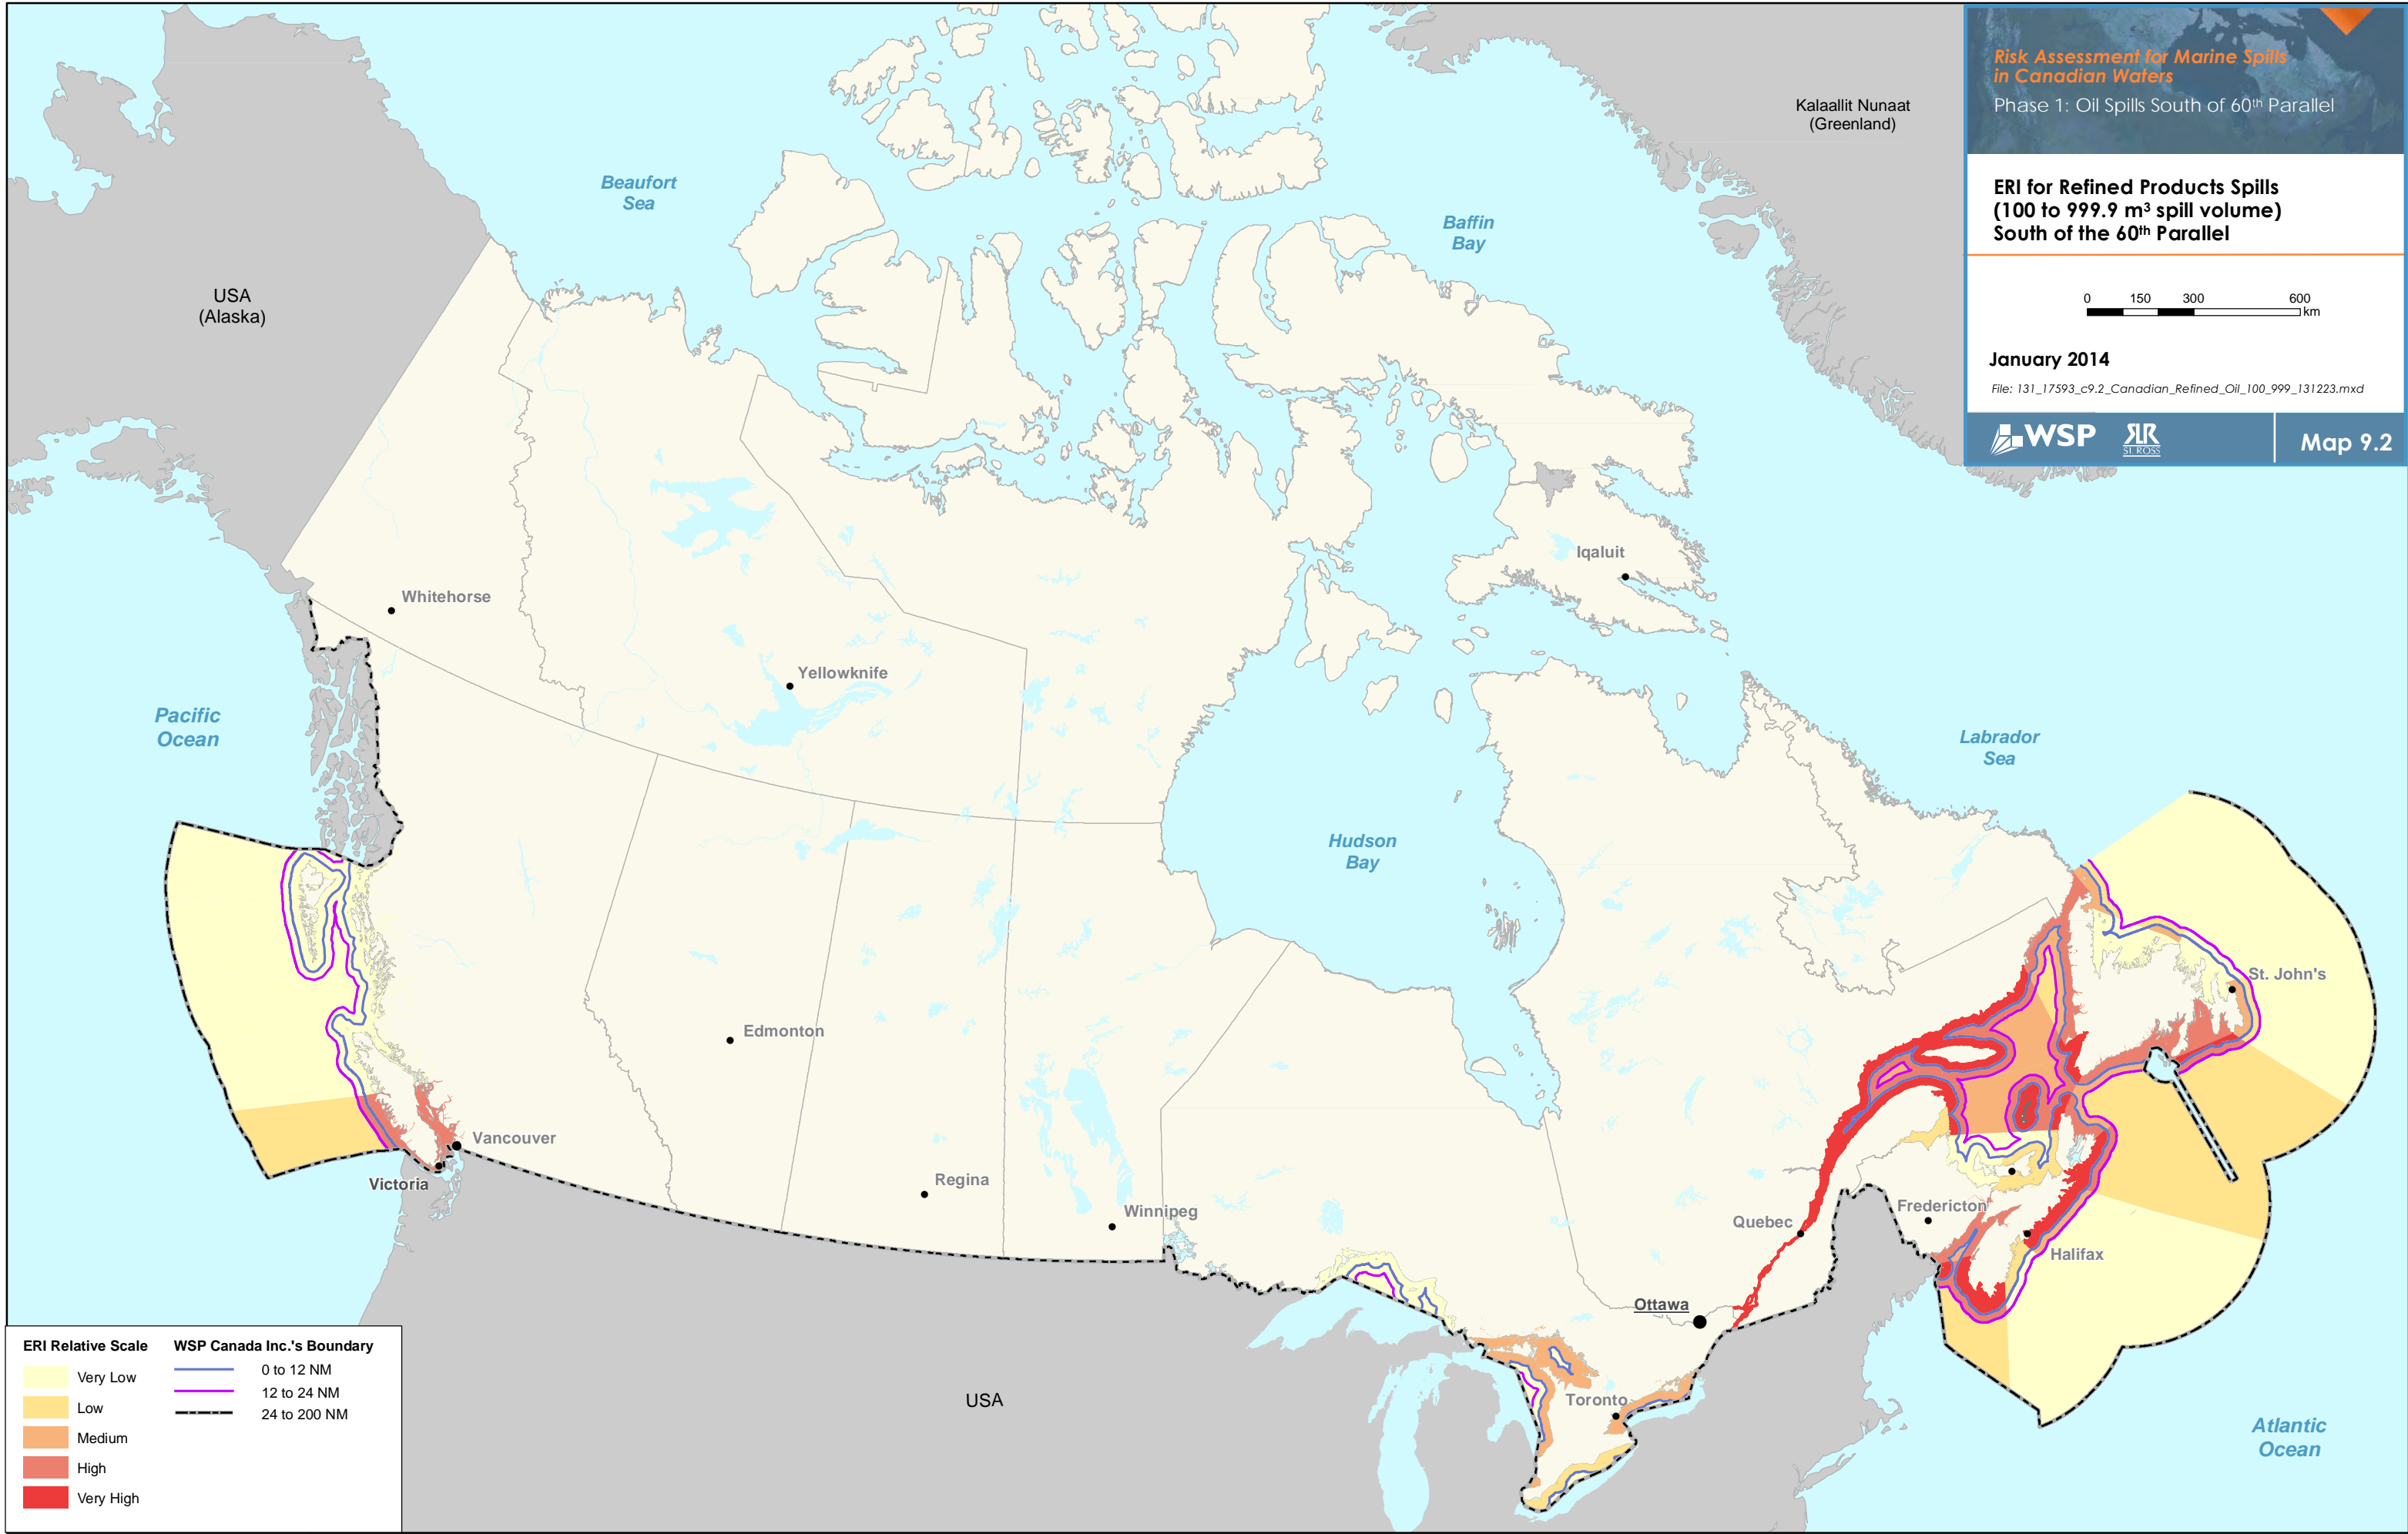 Risk Assessment for Marine Spills
in Canadian Waters
Phase 1: Oil Spills South of 60th Parallel
ERI for Refined Products Spills
(100 to 999.9 m³ spill volume)
South of the 60th Parallel
0 150 300 600
km
January 2014
File: 131_17593_c9.2_Canadian_Refined_Oil_100_999_131223.mxd
WSP
SLR
SL ROSS
Map 9.2
Kalaallit Nunaat
(Greenland)
Beaufort
Sea
Baffin
Bay
USA
(Alaska)
Iqaluit
Whitehorse
Yellowknife
Pacific
Ocean
Labrador
Sea
Hudson
Bay
St. John's
Edmonton
Vancouver
Victoria
Regina
Winnipeg
Quebec
Fredericton
Halifax
Ottawa
Toronto
USA
Atlantic
Ocean
ERI Relative Scale
Very Low
Low
Medium
High
Very High
WSP Canada Inc.'s Boundary
0 to 12 NM
12 to 24 NM
24 to 200 NM